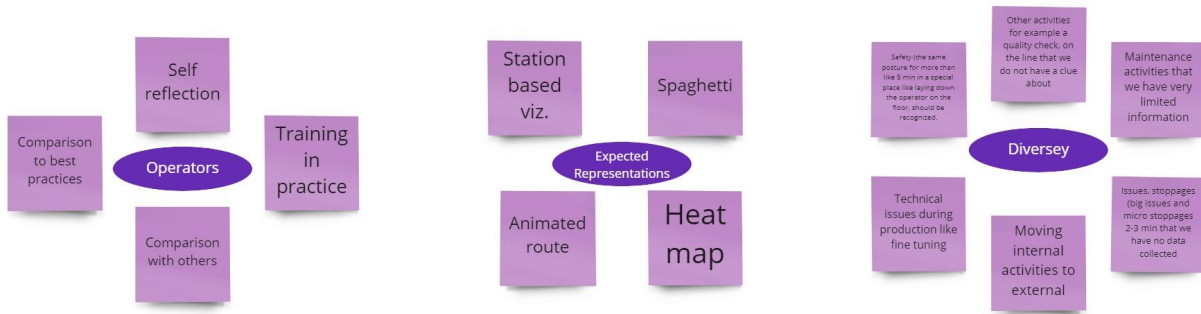 Self
reflection
Comparison
to best
practices
Operators
Training
in
practice
Comparison
with others
Station
based
viz.
Spaghetti
Expected
Representations
Animated
route
Heat
map
Safety (the same
posture for more than
like 5 min in a special
place like laying down
the operator on the
floor, should be
recognized.
Other activities
for example a
quality check, on
the line that we
do not have a clue
about
Maintenance
activities that
we have very
limited
information
Diversey
Technical
issues during
production like
fine tuning
Moving
internal
activities to
external
Issues, stoppages
(big issues and
micro stoppages
2-3 min that we
have no data
collected